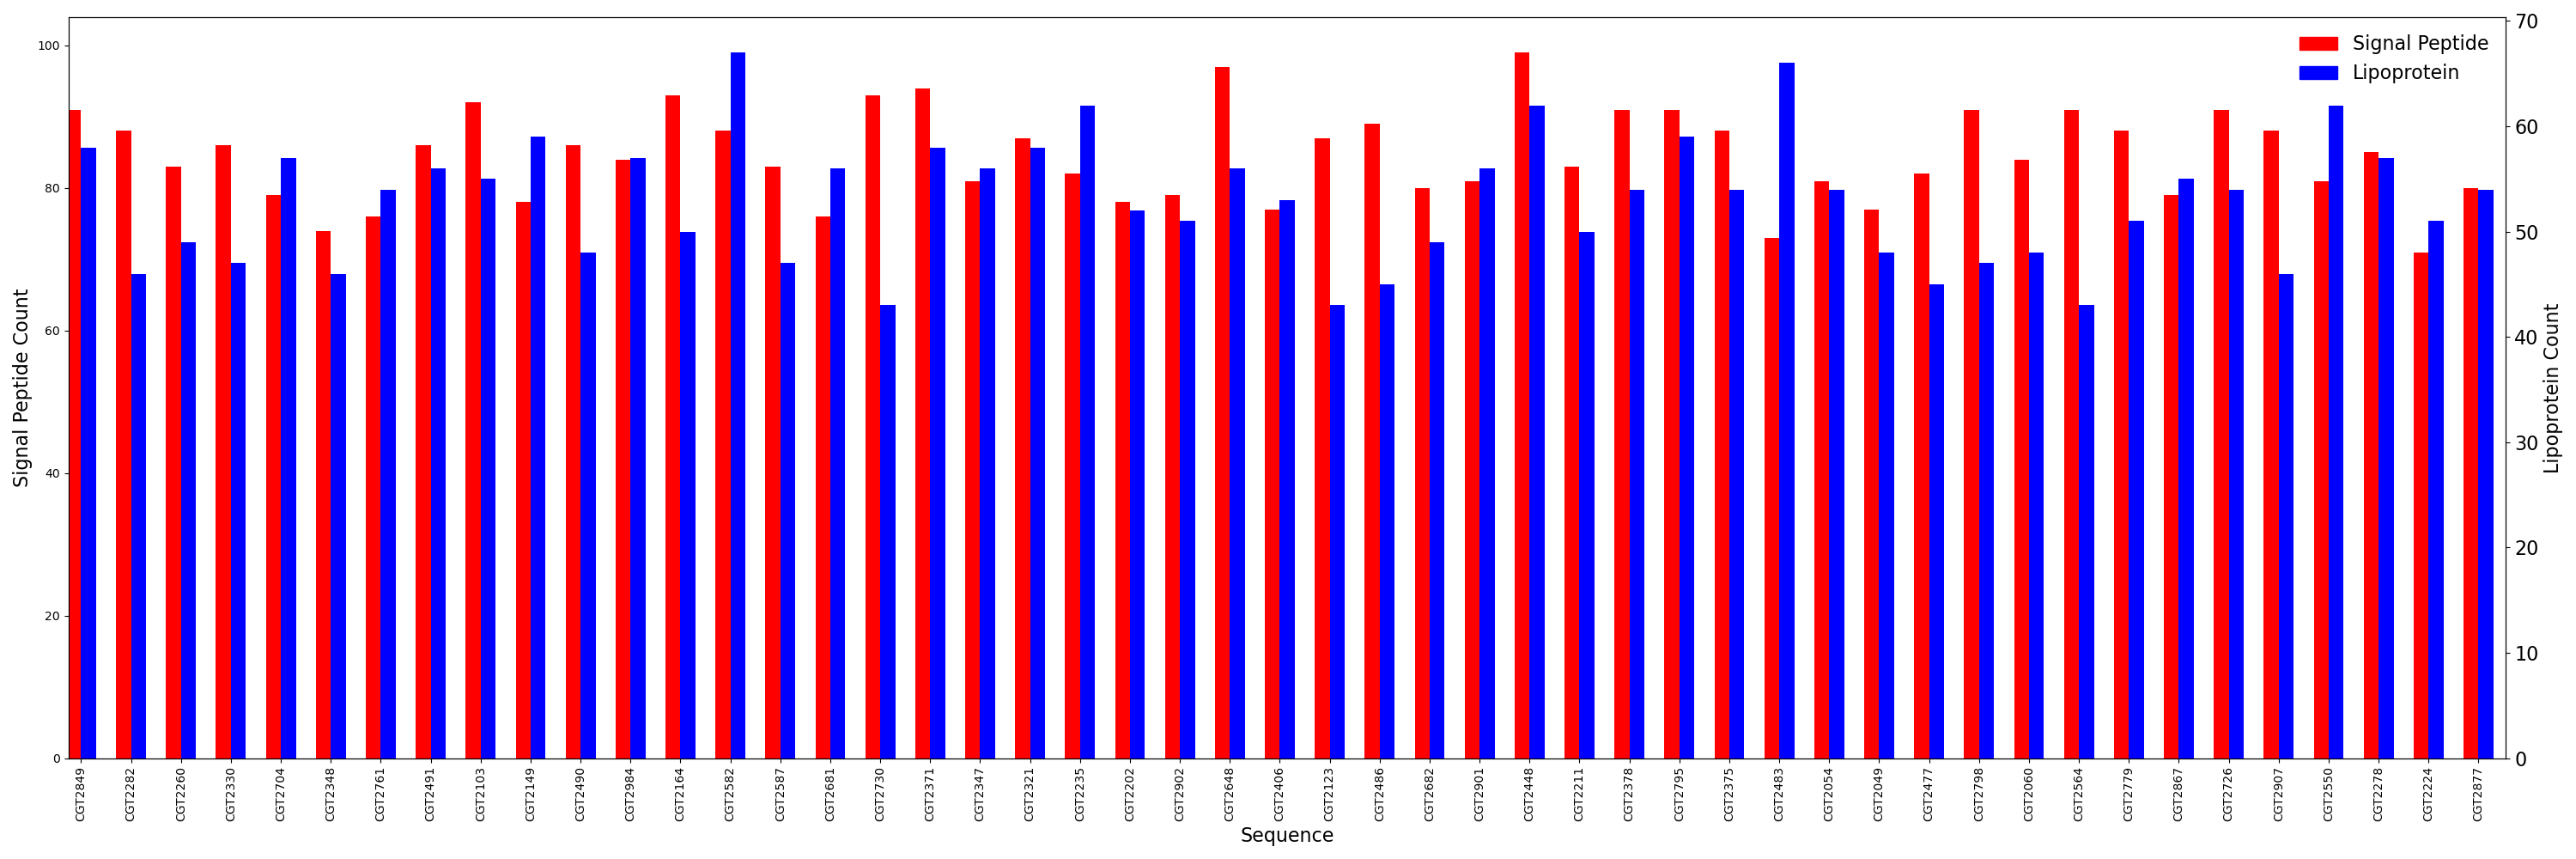 Signal Peptide Count
100
80
60
40
20
0
70
60
50
40
30
20
10
0
Lipoprotein Count
Signal Peptide
Lipoprotein
CGT2849
CGT2282
CGT2260
CGT2330
CGT2704
CGT2348
CGT2761
CGT2491
CGT2103
CGT2149
CGT2490
CGT2984
CGT2164
CGT2582
CGT2587
CGT2681
CGT2730
CGT2371
CGT2347
CGT2321
CGT2235
CGT2202
CGT2902
CGT2648
CGT2406
CGT2123
CGT2486
CGT2682
CGT2901
CGT2448
CGT2211
CGT2378
CGT2795
CGT2375
CGT2483
CGT2054
CGT2049
CGT2477
CGT2798
CGT2060
CGT2564
CGT2779
CGT2867
CGT2726
CGT2907
CGT2550
CGT2278
CGT2224
CGT2877
Sequence